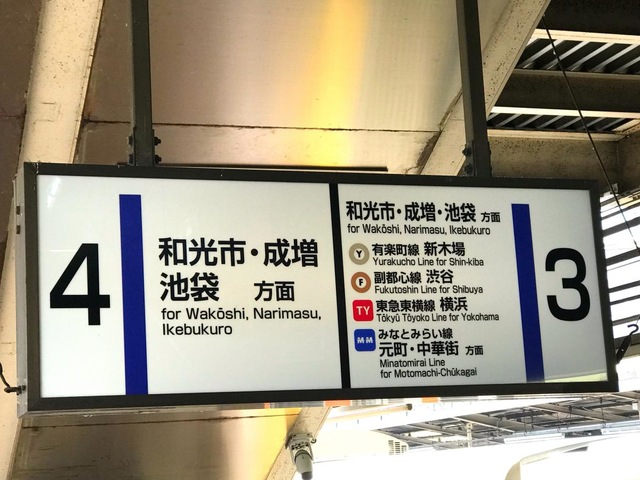 4
和光市・成増
池袋 方面
for Wakōshi, Narimasu,
Ikebukuro
和光市・成増・池袋 方面
for Wakōshi, Narimasu, Ikebukuro
Y 有楽町線 新木場
Yurakucho Line for Shin-kiba
F 副都心線 渋谷
Fukutoshin Line for Shibuya
TY 東急東横線 横浜
Tōkyū Tōyoko Line for Yokohama
MM みなとみらい線
元町・中華街 方面
Minatomirai Line
for Motomachi-Chūkagai
3